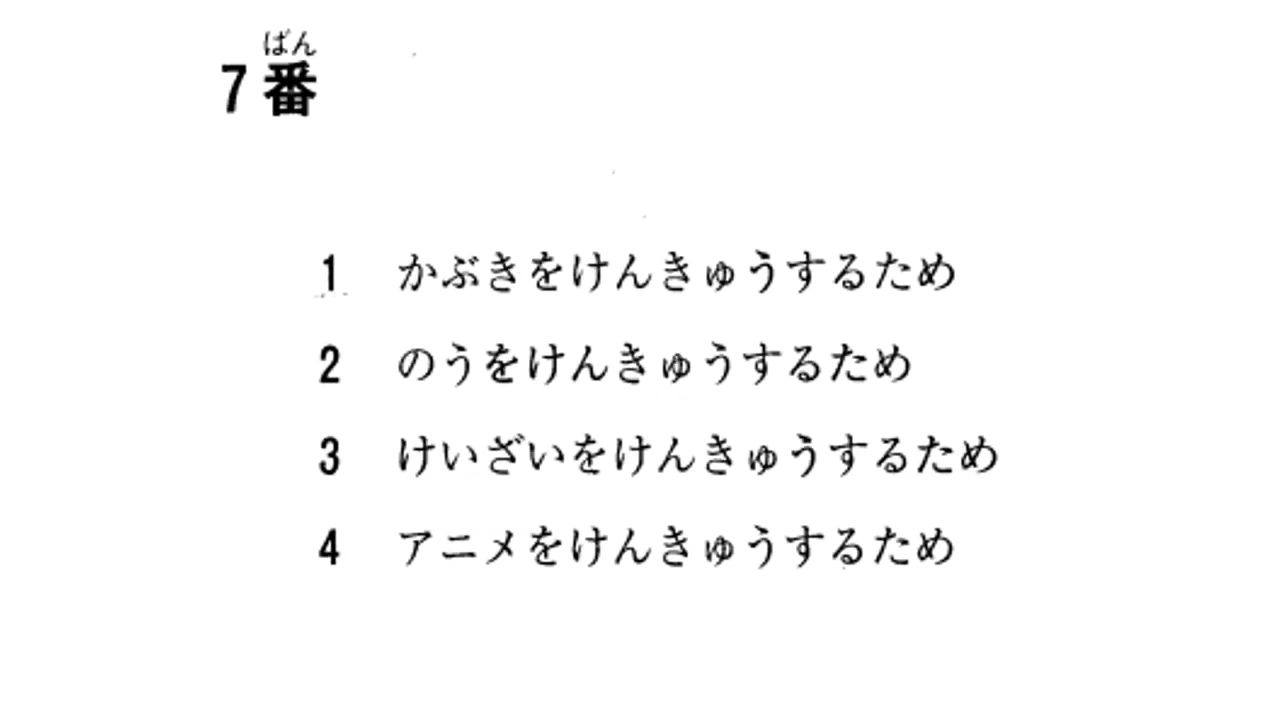 ばん
7番
1 かぶきをけんきゅうするため
2 のうをけんきゅうするため
3 けいざいをけんきゅうするため
4 アニメをけんきゅうするため